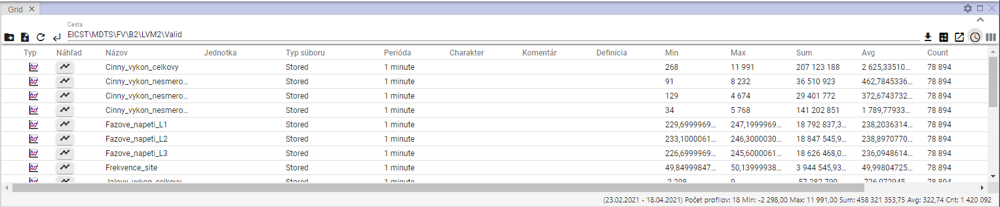 Grid
Cesta
EICST\MDTS\FV\B2\LVM2\Valid
Typ Náhľad Názov Jednotka Typ súboru Perióda Charakter Komentár Definícia Min Max Sum Avg Count
Cinny_vykon_celkovy Stored 1 minute 268 11 991 207 123 188 2 625,33510... 78 894
Cinny_vykon_nesmero... Stored 1 minute 91 8 232 36 510 923 462,7845336... 78 894
Cinny_vykon_nesmero... Stored 1 minute 129 4 674 29 401 772 372,6743732... 78 894
Cinny_vykon_nesmero... Stored 1 minute 34 5 768 141 202 851 1 789,77933... 78 894
Fazove_napeti_L1 Stored 1 minute 229,6999969... 247,1999969... 18 792 837,3... 238,2036314... 78 894
Fazove_napeti_L2 Stored 1 minute 233,1000061... 246,3000030... 18 847 545,9... 238,8970770... 78 894
Fazove_napeti_L3 Stored 1 minute 226,6999969... 245,6000061... 18 626 468,0... 236,0948614... 78 894
Frekvence_site Stored 1 minute 49,84999847... 50,13999938... 3 944 545,93... 49,99804725... 78 894
Jalovy_vykon_celkovy Stored 1 minute -2 298 9 -57 282 799 -726,072945... 78 894
(23.02.2021 - 18.04.2021) Počet profilov: 18 Min: -2 298,00 Max: 11 991,00 Sum: 458 321 353,75 Avg: 322,74 Cnt: 1 420 092